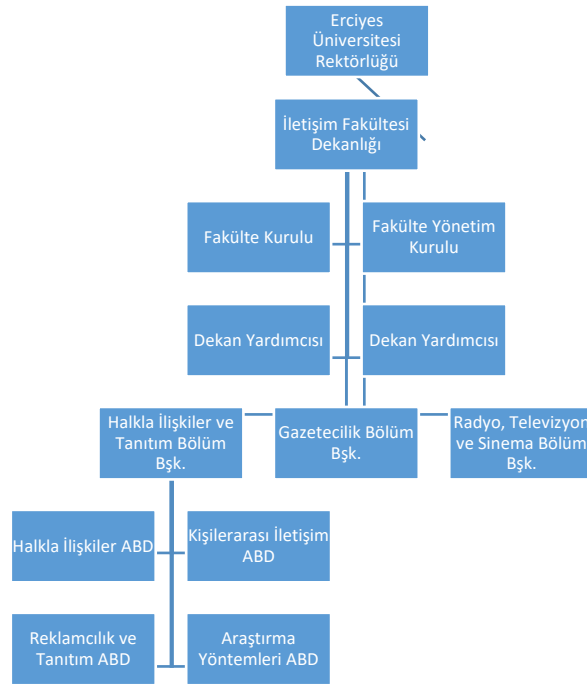 Erciyes
Üniversitesi
Rektörlüğü
İletişim Fakültesi
Dekanlığı
Fakülte Kurulu
Fakülte Yönetim
Kurulu
Dekan Yardımcısı
Dekan Yardımcısı
Halkla İlişkiler ve
Tanıtım Bölüm
Bşk.
Gazetecilik Bölüm
Bşk.
Radyo, Televizyon
ve Sinema Bölüm
Bşk.
Halkla İlişkiler ABD
Kişilerarası İletişim
ABD
Reklamcılık ve
Tanıtım ABD
Araştırma
Yöntemleri ABD